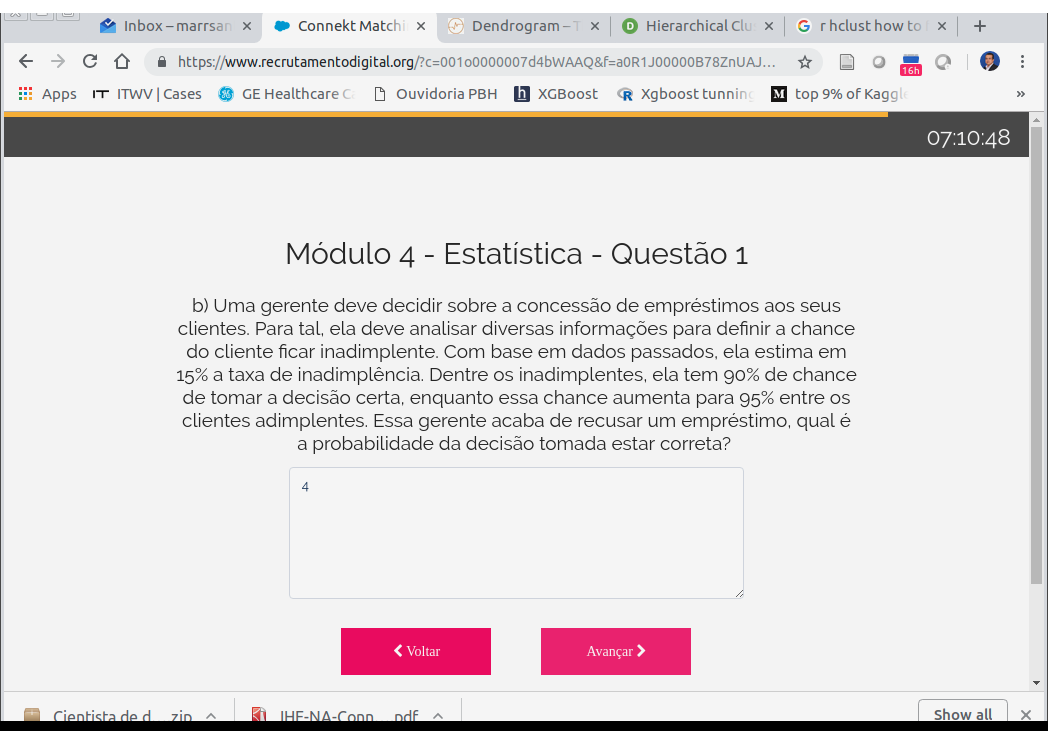 Inbox – marrsan
Connekt Matchi
Dendrogram – T
Hierarchical Clu
r hclust how to
https://www.recrutamentodigital.org/?c=001o0000007d4bWAAQ&f=a0R1J00000B78ZnUAJ...
16h
Apps
ITWV | Cases
GE Healthcare C
Ouvidoria PBH
XGBoost
Xgboost tunning
top 9% of Kaggle
»
07:10:48
Módulo 4 - Estatística - Questão 1
b) Uma gerente deve decidir sobre a concessão de empréstimos aos seus
clientes. Para tal, ela deve analisar diversas informações para definir a chance
do cliente ficar inadimplente. Com base em dados passados, ela estima em
15% a taxa de inadimplência. Dentre os inadimplentes, ela tem 90% de chance
de tomar a decisão certa, enquanto essa chance aumenta para 95% entre os
clientes adimplentes. Essa gerente acaba de recusar um empréstimo, qual é
a probabilidade da decisão tomada estar correta?
4
Voltar
Avançar
Cientista de d....zip
IHF-NA-Conn....pdf
Show all